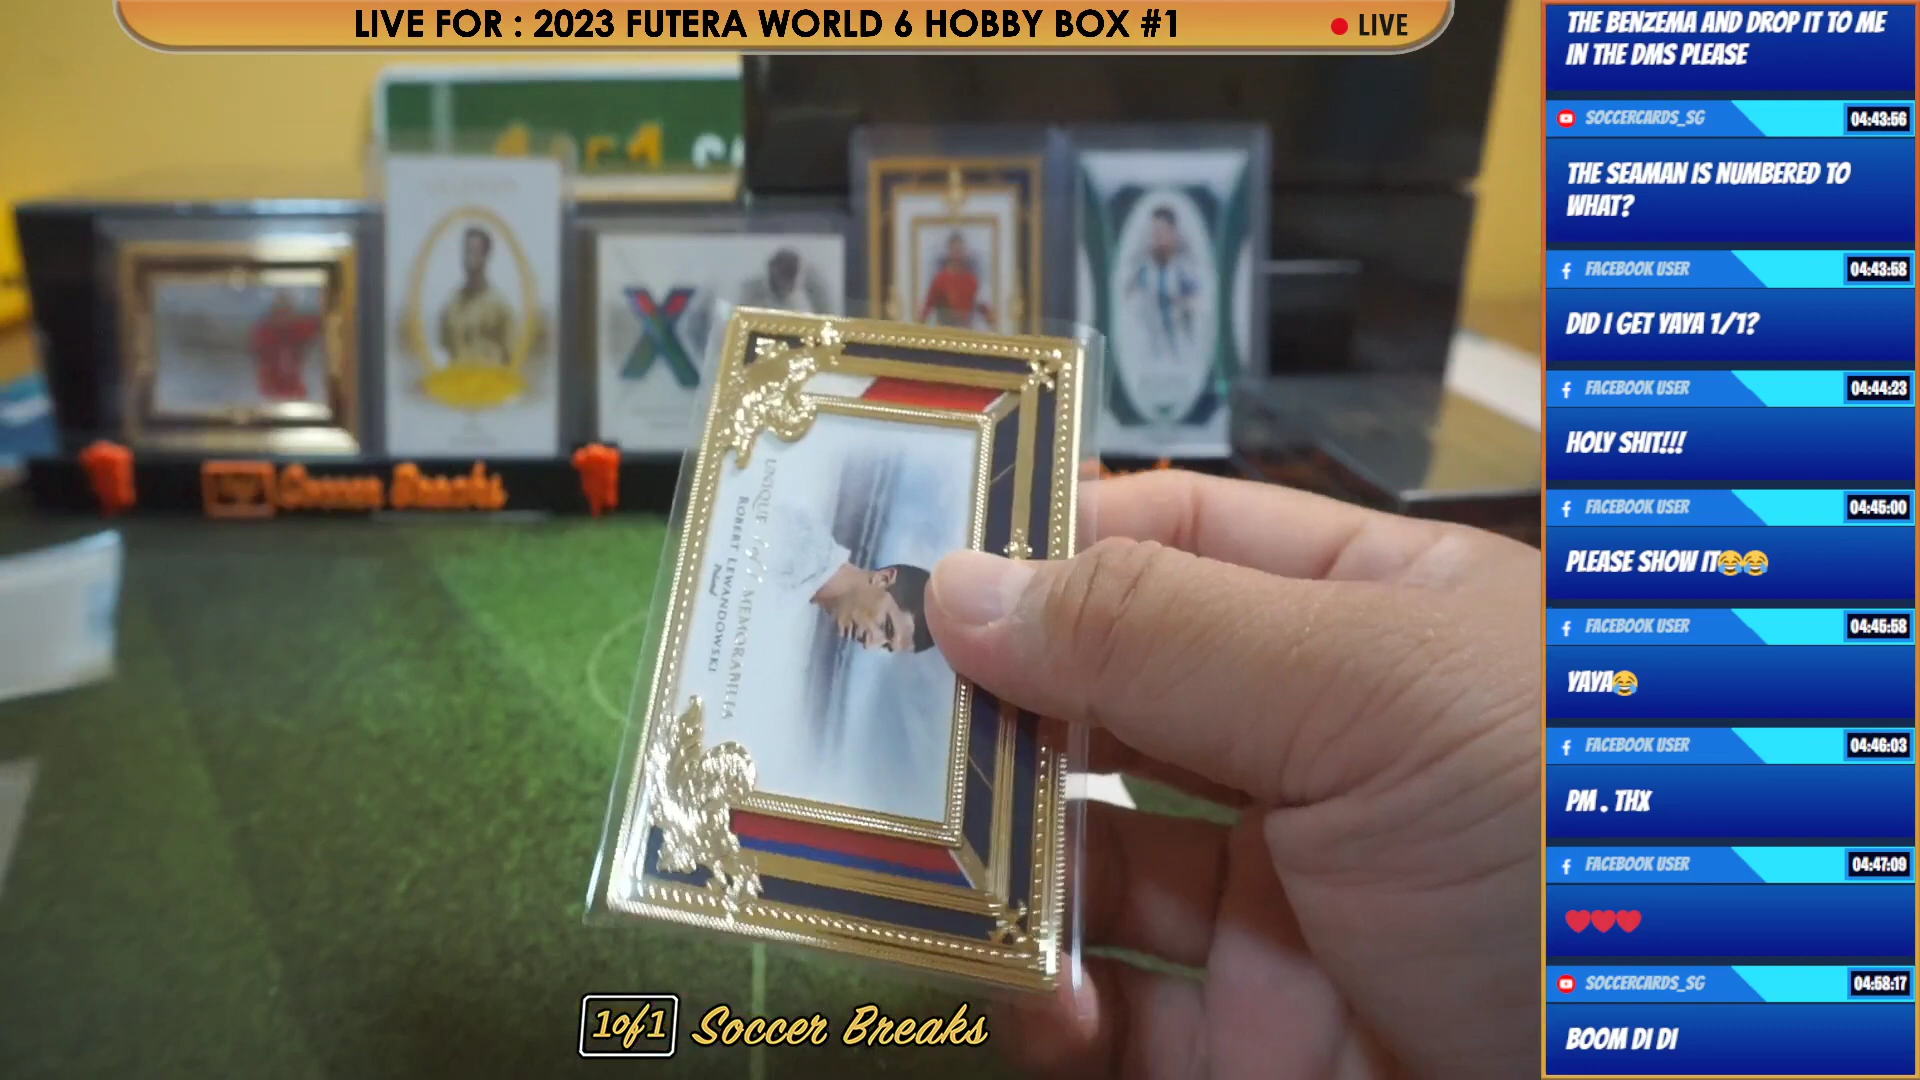 LIVE FOR : 2023 FUTERA WORLD 6 HOBBY BOX #1
LIVE
THE BENZEMA AND DROP IT TO ME
IN THE DMS PLEASE
SOCCERCARDS_SG
04:43:56
THE SEAMAN IS NUMBERED TO
WHAT?
FACEBOOK USER
04:43:58
DID I GET YAYA 1/1?
FACEBOOK USER
04:44:23
HOLY SHIT!!!
FACEBOOK USER
04:45:00
PLEASE SHOW IT😂😂
FACEBOOK USER
04:45:58
YAYA😂
FACEBOOK USER
04:46:03
PM . THX
FACEBOOK USER
04:47:09
❤❤❤
SOCCERCARDS_SG
04:58:17
BOOM DI DI
X
Soccer Breaks
UNIQUE 1of1 MEMORABILIA
ROBERT LEWANDOWSKI
Poland
1of1 Soccer Breaks